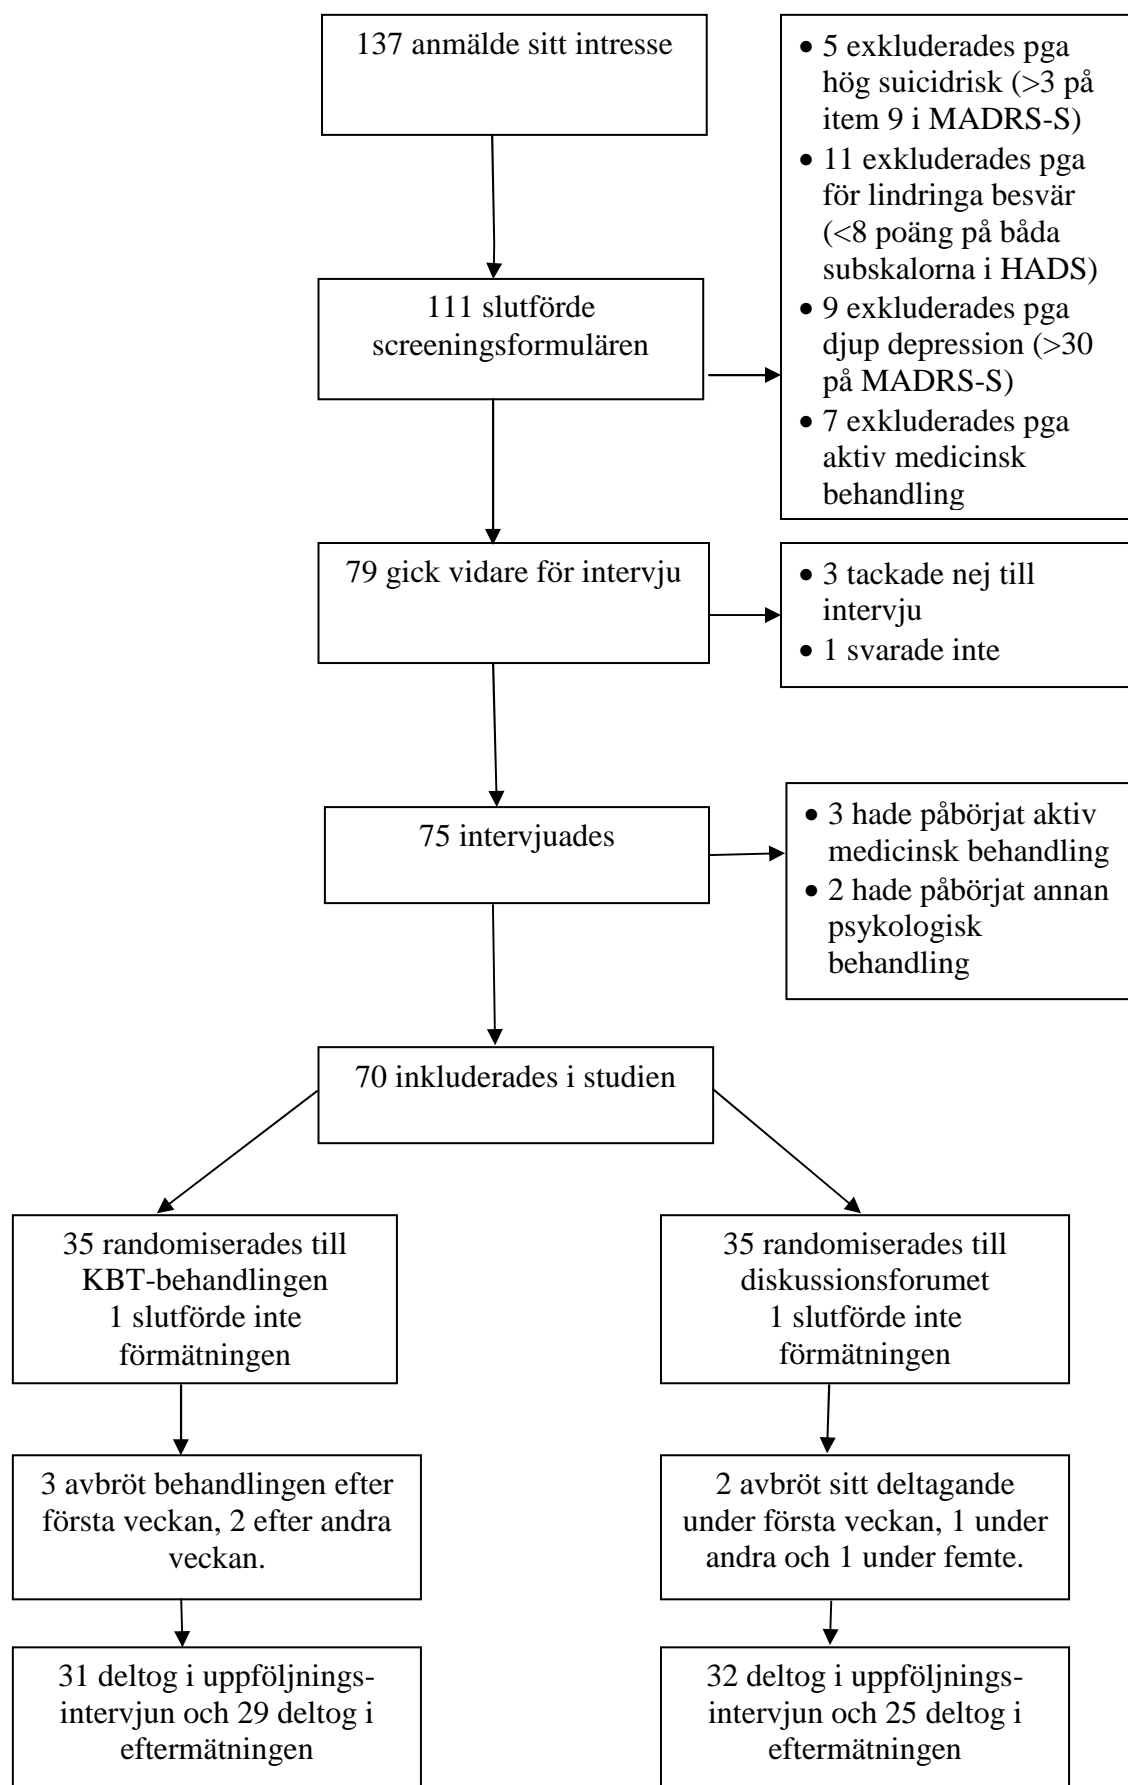 137 anmälde sitt intresse
• 5 exkluderades pga
hög suicidrisk (>3 på
item 9 i MADRS-S)
• 11 exkluderades pga
för lindringa besvär
(<8 poäng på båda
subskalorna i HADS)
• 9 exkluderades pga
djup depression (>30
på MADRS-S)
• 7 exkluderades pga
aktiv medicinsk
behandling
111 slutförde
screeningsformulären
79 gick vidare för intervju
• 3 tackade nej till
intervju
• 1 svarade inte
75 intervjuades
• 3 hade påbörjat aktiv
medicinsk behandling
• 2 hade påbörjat annan
psykologisk
behandling
70 inkluderades i studien
35 randomiserades till
KBT-behandlingen
1 slutförde inte
förmätningen
35 randomiserades till
diskussionsforumet
1 slutförde inte
förmätningen
3 avbröt behandlingen efter
första veckan, 2 efter andra
veckan.
2 avbröt sitt deltagande
under första veckan, 1 under
andra och 1 under femte.
31 deltog i uppföljnings-
intervjun och 29 deltog i
eftermätningen
32 deltog i uppföljnings-
intervjun och 25 deltog i
eftermätningen